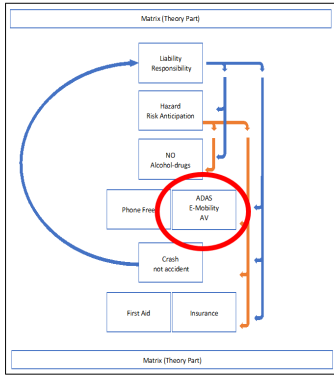 Matrix (Theory Part)
Liability
Responsibility
Hazard
Risk Anticipation
NO
Alcohol-drugs
Phone Free
ADAS
E-Mobility
AV
Crash
not accident
First Aid
Insurance
Matrix (Theory Part)